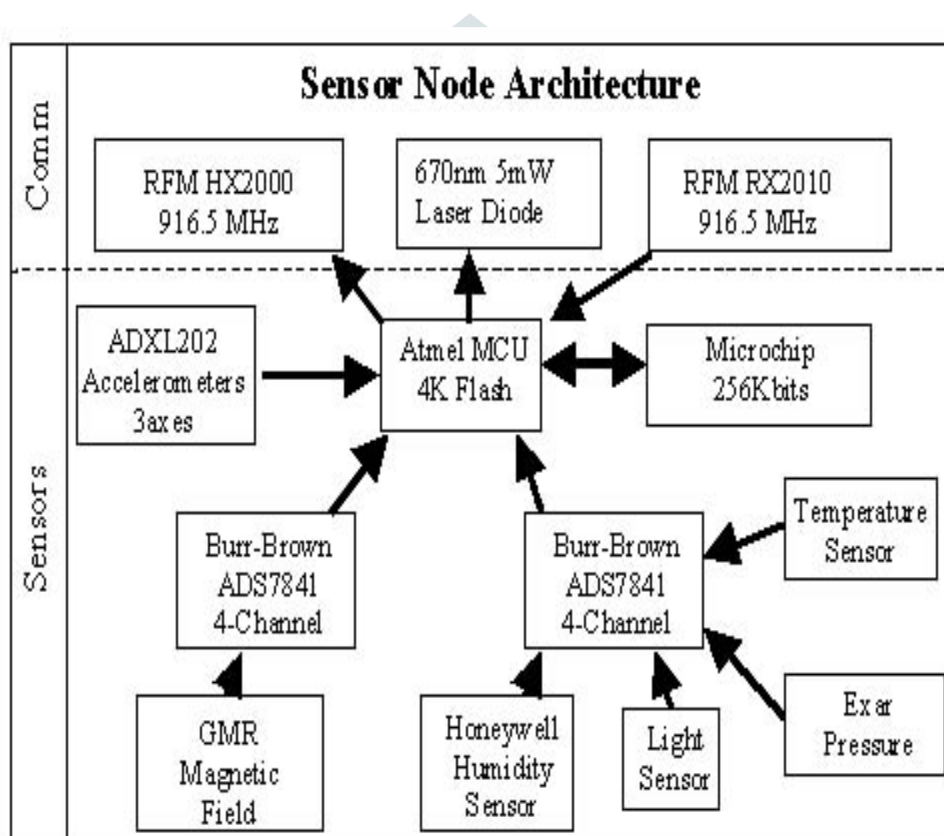 Sensor Node Architecture
Comm
RFM HX2000
916.5 MHz
670nm 5mW
Laser Diode
RFM RX2010
916.5 MHz
Sensors
ADXL202
Accelerometers
3axes
Atmel MCU
4K Flash
Microchip
256Kbits
Burr-Brown
ADS7841
4-Channel
Burr-Brown
ADS7841
4-Channel
Temperature
Sensor
GMR
Magnetic
Field
Honeywell
Humidity
Sensor
Light
Sensor
Exar
Pressure